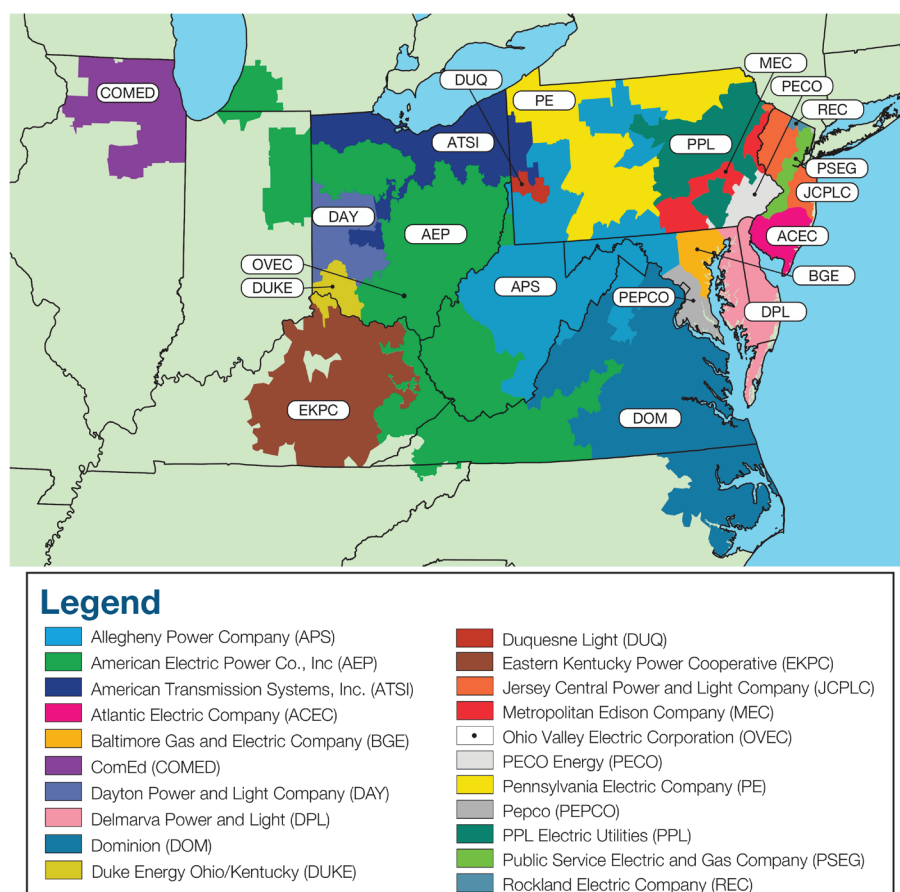 MEC
DUQ
PECO
COMED
PE
REC
ATSI
PPL
PSEG
JCPLC
DAY
AEP
ACEC
OVEC
BGE
DUKE
APS
PEPCO
DPL
EKPC
DOM
Legend
Allegheny Power Company (APS)
American Electric Power Co., Inc (AEP)
American Transmission Systems, Inc. (ATSI)
Atlantic Electric Company (ACEC)
Baltimore Gas and Electric Company (BGE)
ComEd (COMED)
Dayton Power and Light Company (DAY)
Delmarva Power and Light (DPL)
Dominion (DOM)
Duke Energy Ohio/Kentucky (DUKE)
Duquesne Light (DUQ)
Eastern Kentucky Power Cooperative (EKPC)
Jersey Central Power and Light Company (JCPLC)
Metropolitan Edison Company (MEC)
Ohio Valley Electric Corporation (OVEC)
PECO Energy (PECO)
Pennsylvania Electric Company (PE)
Pepco (PEPCO)
PPL Electric Utilities (PPL)
Public Service Electric and Gas Company (PSEG)
Rockland Electric Company (REC)